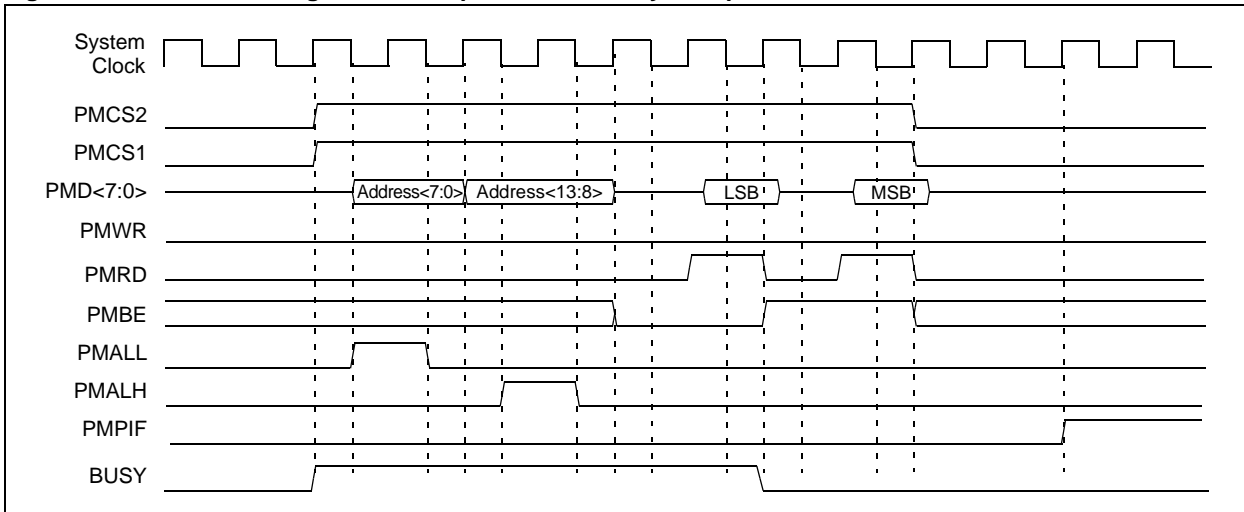 System
Clock
PMCS2
PMCS1
PMD<7:0>
Address<7:0>
Address<13:8>
LSB
MSB
PMWR
PMRD
PMBE
PMALL
PMALH
PMPIF
BUSY